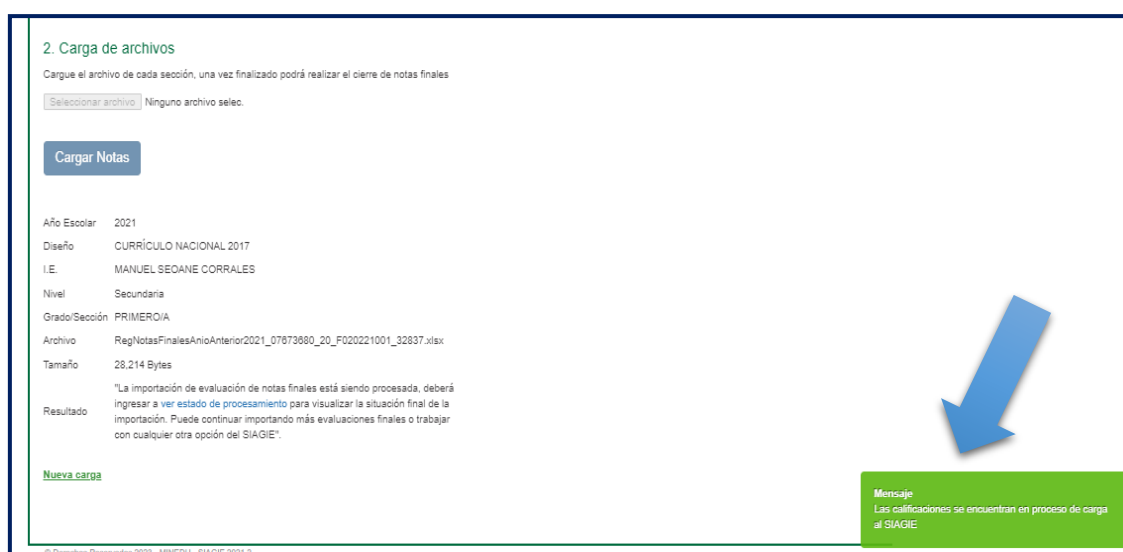 2. Carga de archivos
Cargue el archivo de cada sección, una vez finalizado podrá realizar el cierre de notas finales
Seleccionar archivo Ninguno archivo selec.
Cargar Notas
Año Escolar 2021
Diseño CURRÍCULO NACIONAL 2017
I.E. MANUEL SEOANE CORRALES
Nivel Secundaria
Grado/Sección PRIMERO/A
Archivo RegNotasFinalesAnioAnterior2021_07673680_20_F020221001_32837.xlsx
Tamaño 28,214 Bytes
"La importación de evaluación de notas finales está siendo procesada, deberá
ingresar a ver estado de procesamiento para visualizar la situación final de la
Resultado importación. Puede continuar importando más evaluaciones finales o trabajar
con cualquier otra opción del SIAGIE".
Nueva carga
Mensaje
Las calificaciones se encuentran en proceso de carga
al SIAGIE